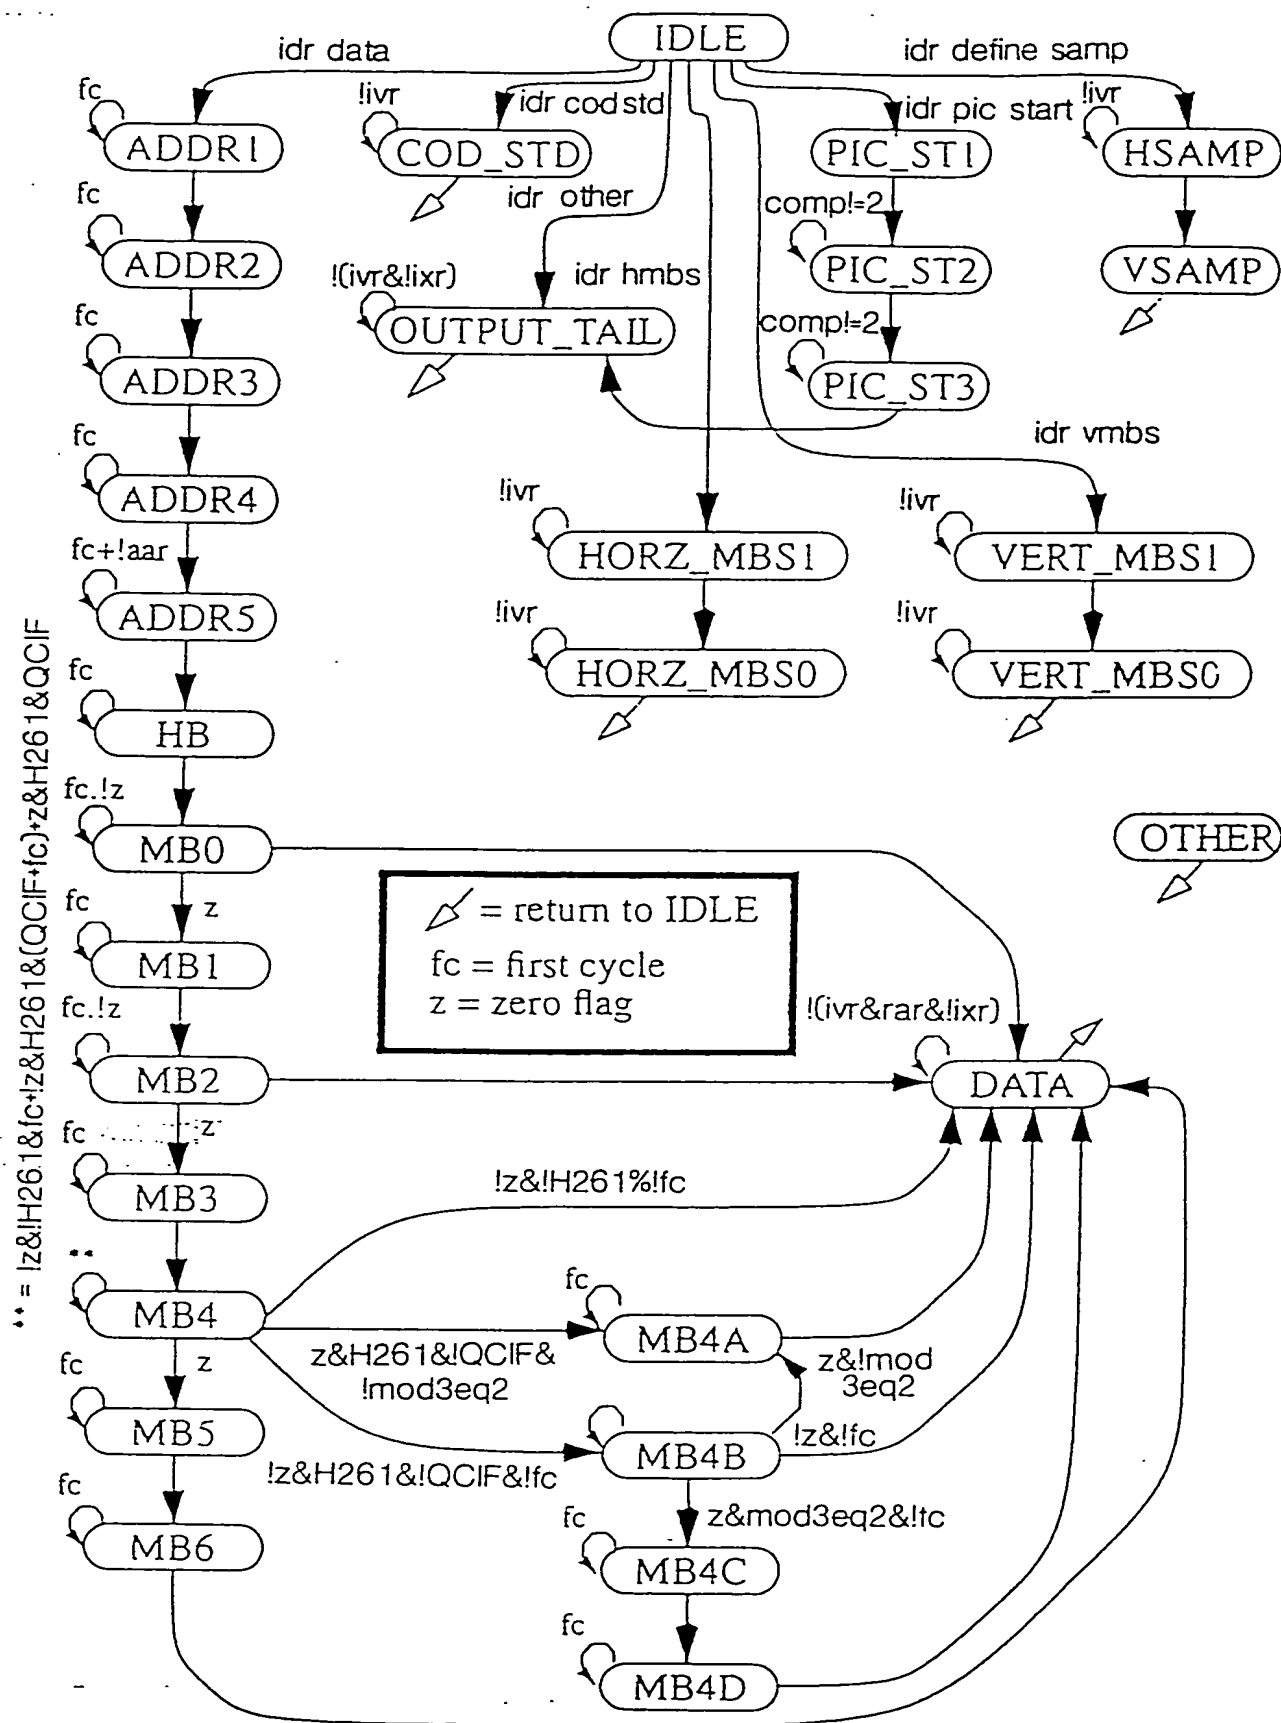 IDLE
idr data
idr define samp
fc
!ivr
idr codstd
idr pic start
!ivr
ADDR1
COD_STD
PIC_ST1
HSAMP
fc
idr other
comp!=2
ADDR2
!(ivr&!ixr)
idr hmbs
PIC_ST2
VSAMP
fc
OUTPUT_TAIL
comp!=2
ADDR3
PIC_ST3
fc
idr vmbs
ADDR4
!ivr
!ivr
fc+!aar
HORZ_MBS1
VERT_MBS1
ADDR5
!ivr
!ivr
fc
HORZ_MBS0
VERT_MBS0
HB
fc.!z
MB0
OTHER
fc
z
= return to IDLE
MB1
fc = first cycle
fc.!z
z = zero flag
!(ivr&rar&!ixr)
MB2
DATA
fc
z
MB3
!z&!H261%!fc
**
MB4
fc
MB4A
z&H261&!QCIF&
!mod3eq2
z&!mod
3eq2
fc
z
MB5
!z&H261&!QCIF&!fc
MB4B
!z&!fc
fc
z&mod3eq2&!fc
MB6
fc
MB4C
fc
MB4D
** = !z&!H261&fc+!z&H261&(QCIF+fc)+z&H261&QCIF